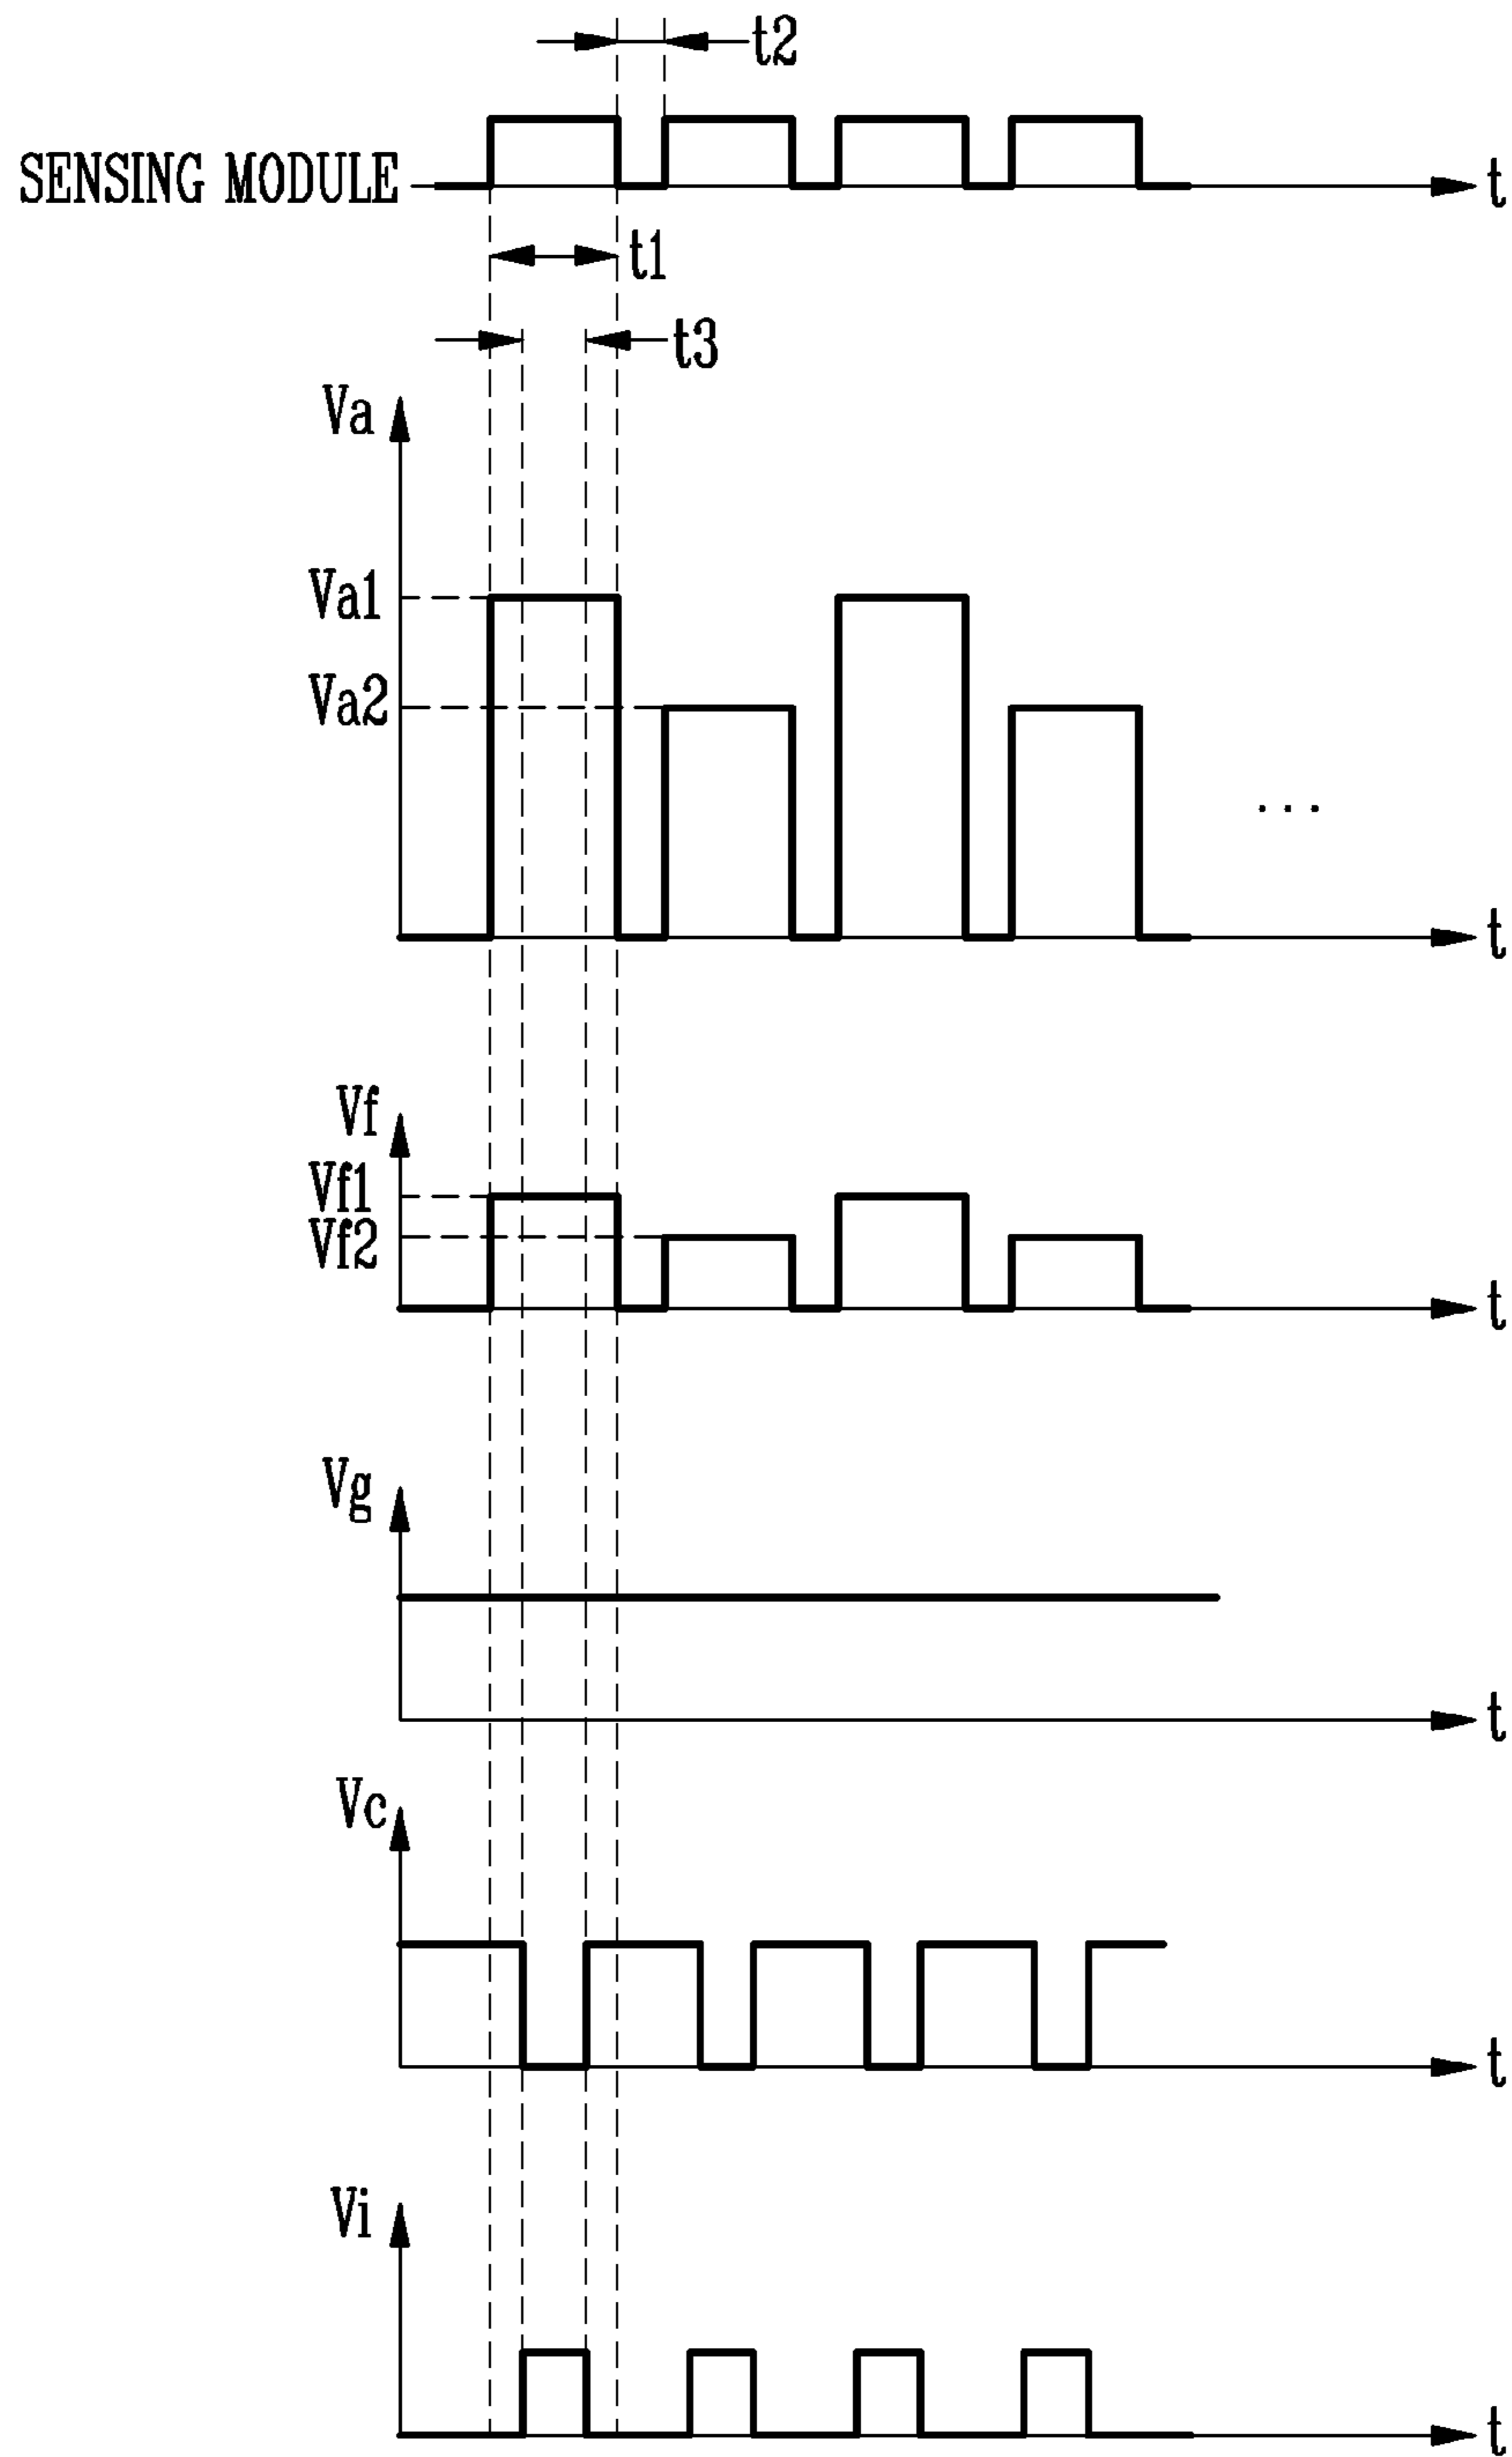 t2
SENSING MODULE
t
t1
t3
Va
Va1
Va2
...
t
Vf
Vf1
Vf2
t
Vg
t
Vc
t
Vi
t